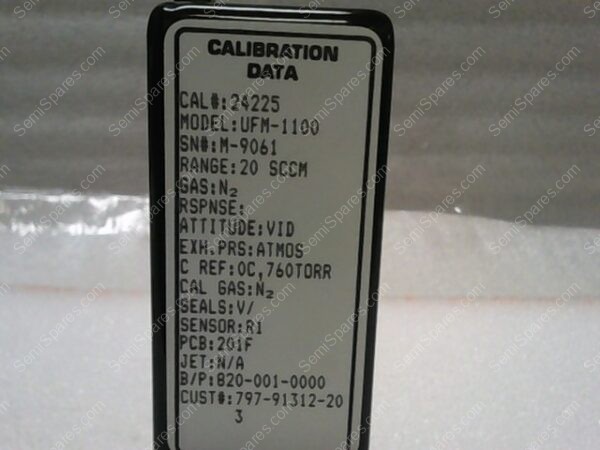 CALIBRATION
DATA
CAL#:24225
MODEL:UFM-1100
SN#:M-9061
RANGE:20 SCCM
GAS:N₂
RSPNSE:
ATTITUDE:VID
EXH.PRS:ATMOS
C REF:0C,760TORR
CAL GAS:N₂
SEALS:V/
SENSOR:R1
PCB:201F
JET:N/A
B/P:820-001-0000
CUST#:797-91312-20
3
SemiSpares.com